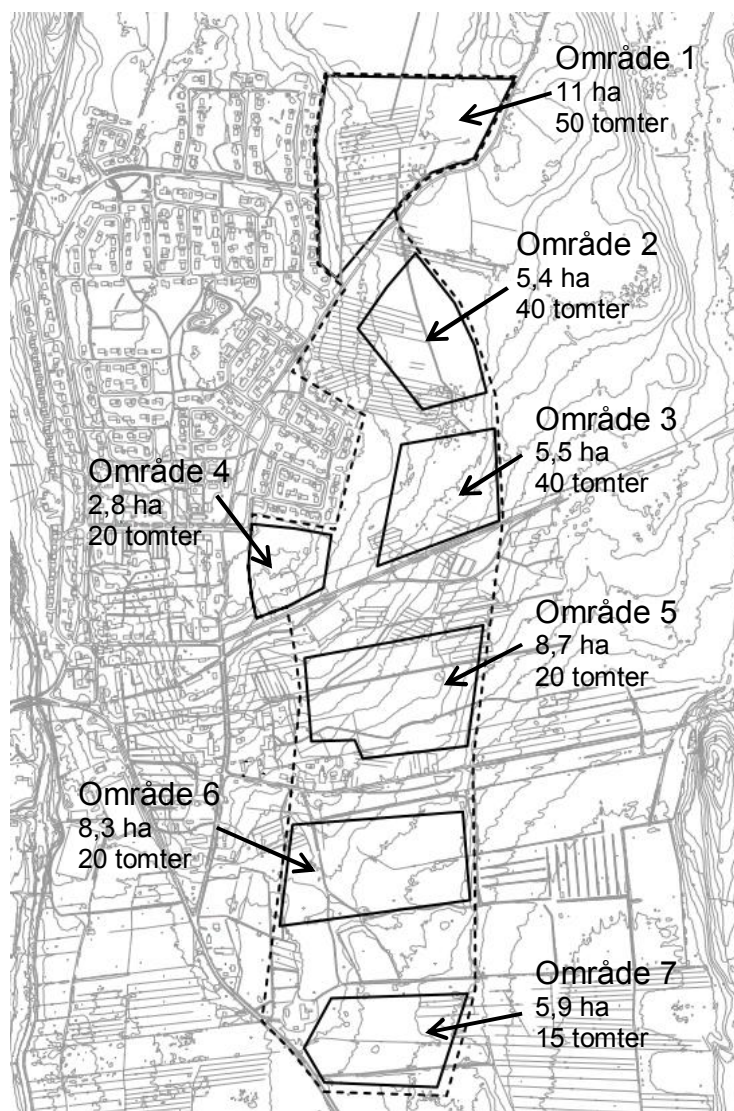 Område 1
11 ha
50 tomter
Område 2
5,4 ha
40 tomter
Område 3
5,5 ha
40 tomter
Område 4
2,8 ha
20 tomter
Område 5
8,7 ha
20 tomter
Område 6
8,3 ha
20 tomter
Område 7
5,9 ha
15 tomter